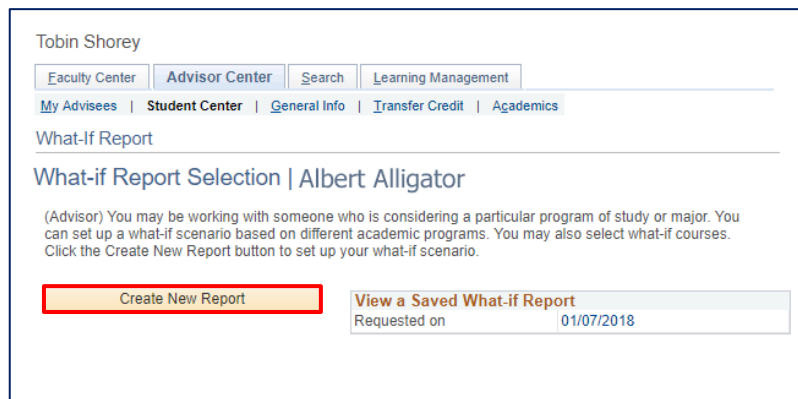 Tobin Shorey
Faculty Center Advisor Center Search Learning Management
My Advisees | Student Center | General Info | Transfer Credit | Academics
What-If Report
What-if Report Selection | Albert Alligator
(Advisor) You may be working with someone who is considering a particular program of study or major. You
can set up a what-if scenario based on different academic programs. You may also select what-if courses.
Click the Create New Report button to set up your what-if scenario.
Create New Report
View a Saved What-if Report
Requested on 01/07/2018